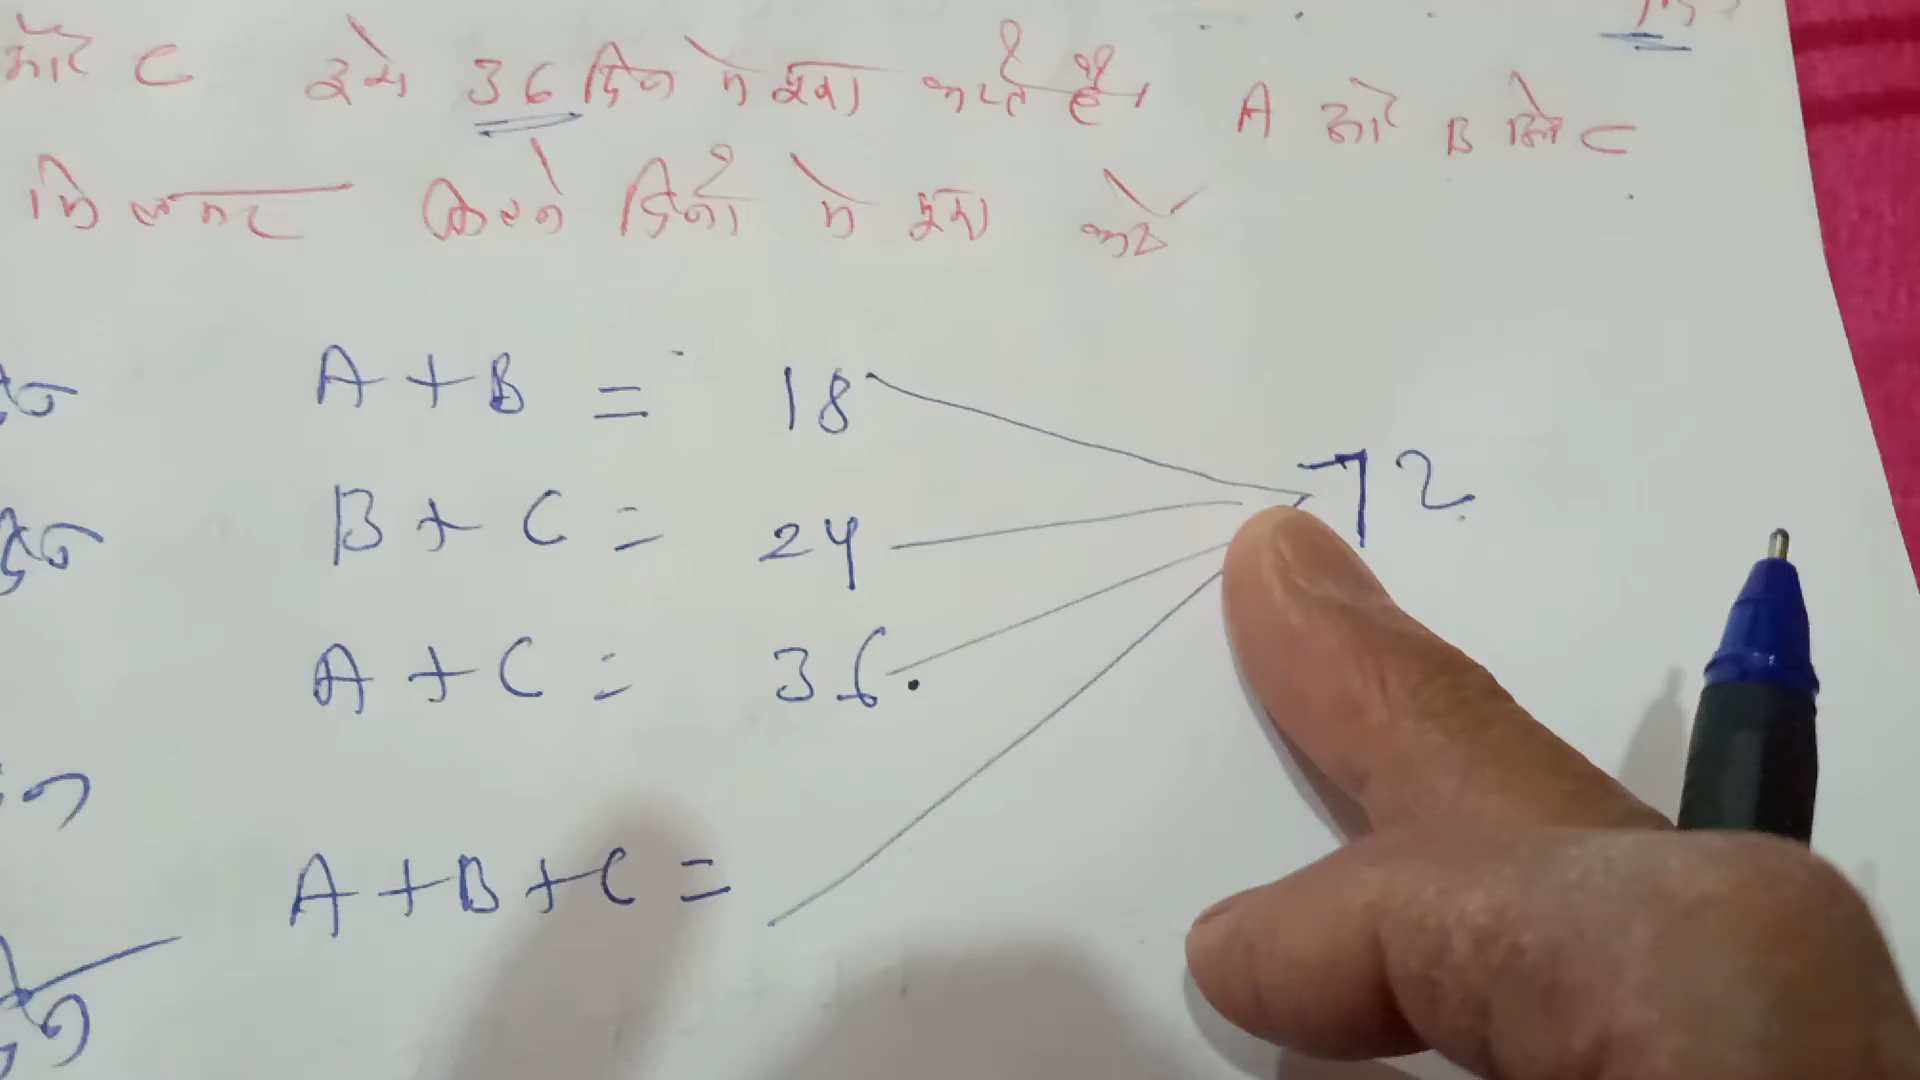 और C इसे 36 दिन में पूरा करते है। A और B और C
मिलकर कितने दिनों में पूरा करेंगे
A + B = 18
72
B + C = 24
A + C = 36
A + B + C =